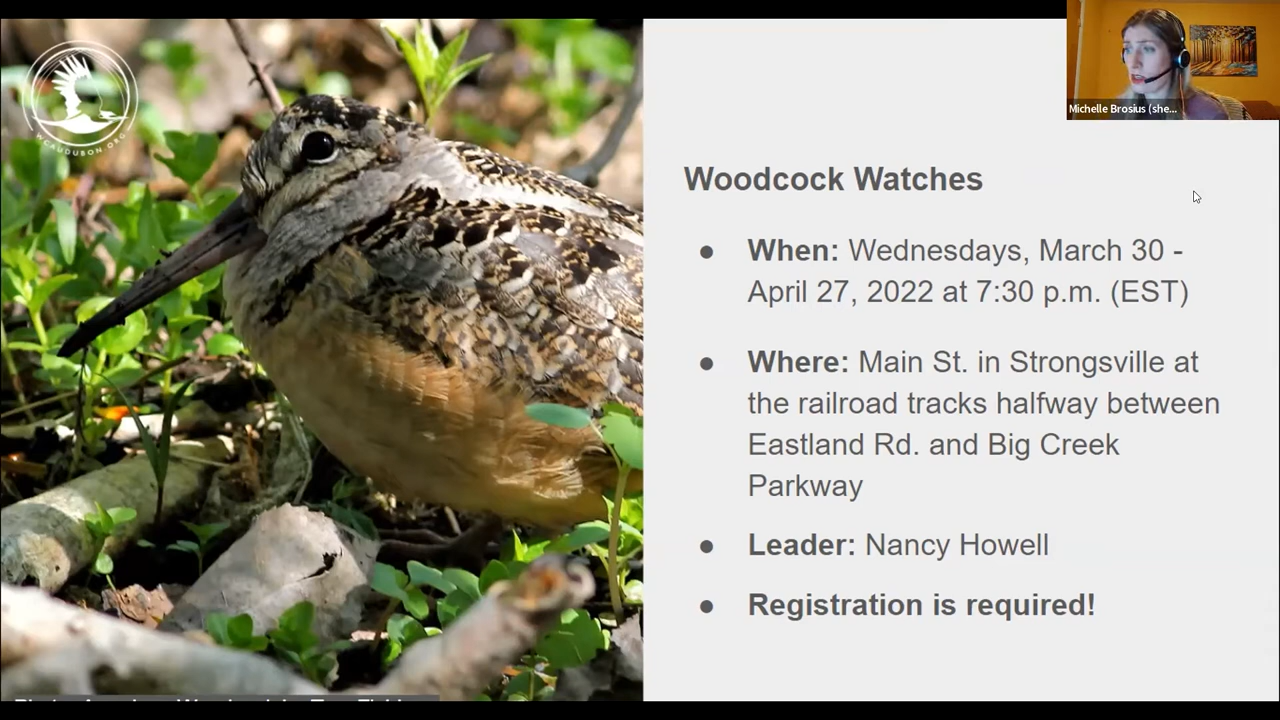 WCAUDUBON.ORG
Michelle Brosius (she...
Woodcock Watches
● When: Wednesdays, March 30 -
April 27, 2022 at 7:30 p.m. (EST)
● Where: Main St. in Strongsville at
the railroad tracks halfway between
Eastland Rd. and Big Creek
Parkway
● Leader: Nancy Howell
● Registration is required!